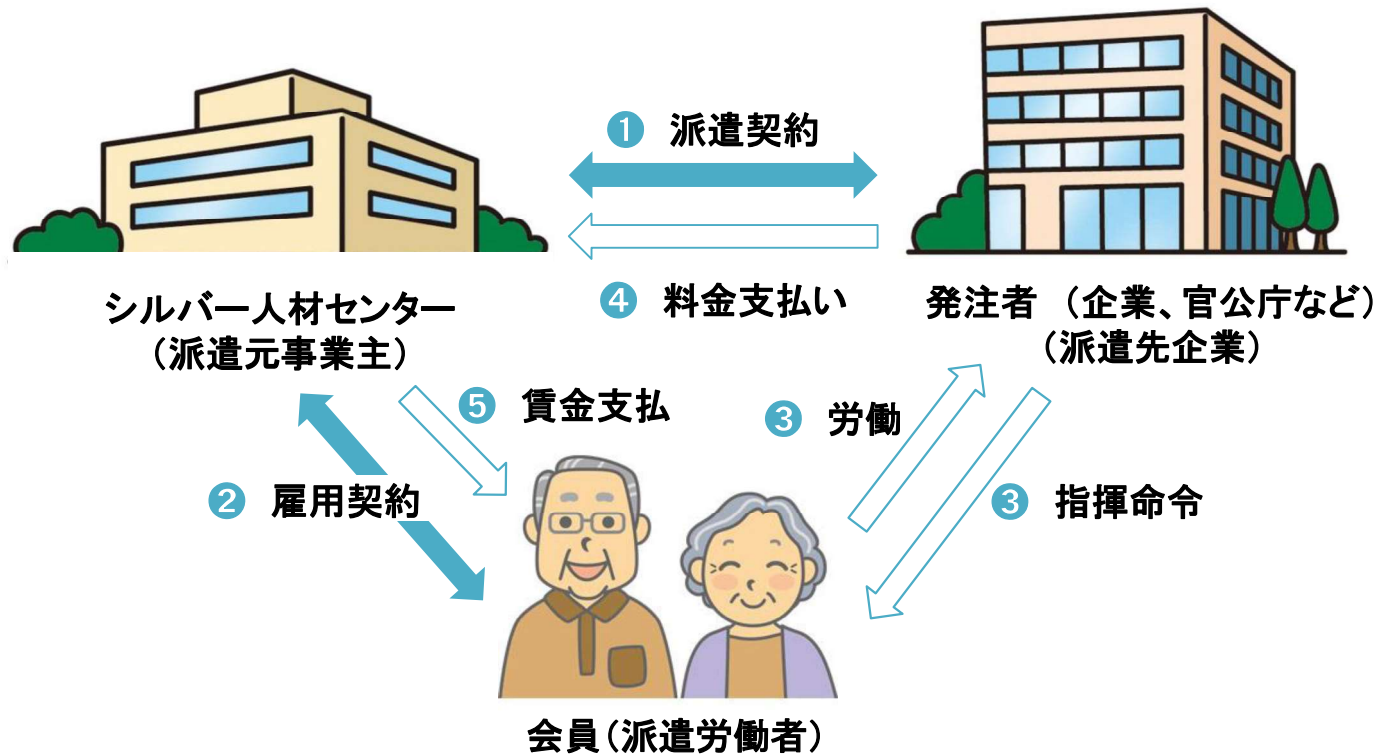 ❶ 派遣契約
シルバー人材センター
(派遣元事業主)
❹ 料金支払い
発注者 (企業、官公庁など)
(派遣先企業)
❺ 賃金支払
❸ 労働
❷ 雇用契約
❸ 指揮命令
会員(派遣労働者)